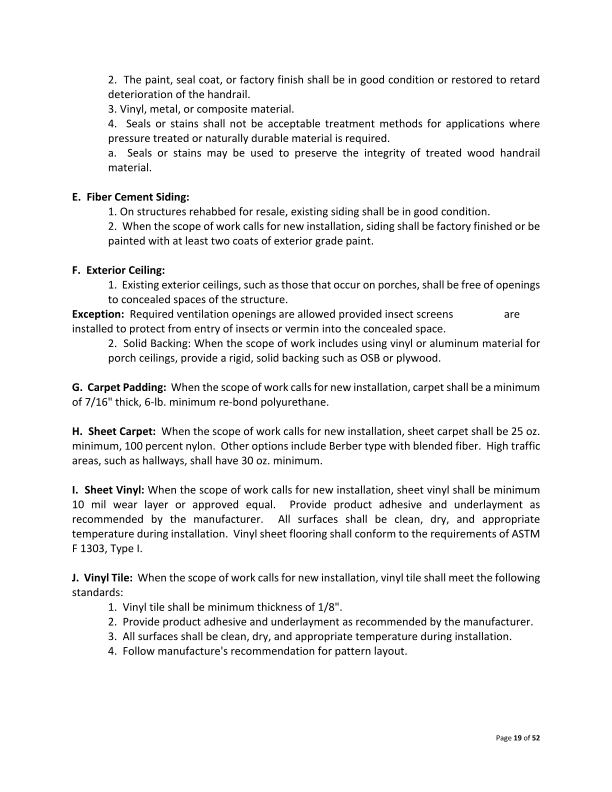 2. The paint, seal coat, or factory finish shall be in good condition or restored to retard
deterioration of the handrail.
3. Vinyl, metal, or composite material.
4. Seals or stains shall not be acceptable treatment methods for applications where
pressure treated or naturally durable material is required.
a. Seals or stains may be used to preserve the integrity of treated wood handrail
material.
E. Fiber Cement Siding:
1. On structures rehabbed for resale, existing siding shall be in good condition.
2. When the scope of work calls for new installation, siding shall be factory finished or be
painted with at least two coats of exterior grade paint.
F. Exterior Ceiling:
1. Existing exterior ceilings, such as those that occur on porches, shall be free of openings
to concealed spaces of the structure.
Exception: Required ventilation openings are allowed provided insect screens are
installed to protect from entry of insects or vermin into the concealed space.
2. Solid Backing: When the scope of work includes using vinyl or aluminum material for
porch ceilings, provide a rigid, solid backing such as OSB or plywood.
G. Carpet Padding: When the scope of work calls for new installation, carpet shall be a minimum
of 7/16" thick, 6-lb. minimum re-bond polyurethane.
H. Sheet Carpet: When the scope of work calls for new installation, sheet carpet shall be 25 oz.
minimum, 100 percent nylon. Other options include Berber type with blended fiber. High traffic
areas, such as hallways, shall have 30 oz. minimum.
I. Sheet Vinyl: When the scope of work calls for new installation, sheet vinyl shall be minimum
10 mil wear layer or approved equal. Provide product adhesive and underlayment as
recommended by the manufacturer. All surfaces shall be clean, dry, and appropriate
temperature during installation. Vinyl sheet flooring shall conform to the requirements of ASTM
F 1303, Type I.
J. Vinyl Tile: When the scope of work calls for new installation, vinyl tile shall meet the following
standards:
1. Vinyl tile shall be minimum thickness of 1/8".
2. Provide product adhesive and underlayment as recommended by the manufacturer.
3. All surfaces shall be clean, dry, and appropriate temperature during installation.
4. Follow manufacture's recommendation for pattern layout.
Page 19 of 52